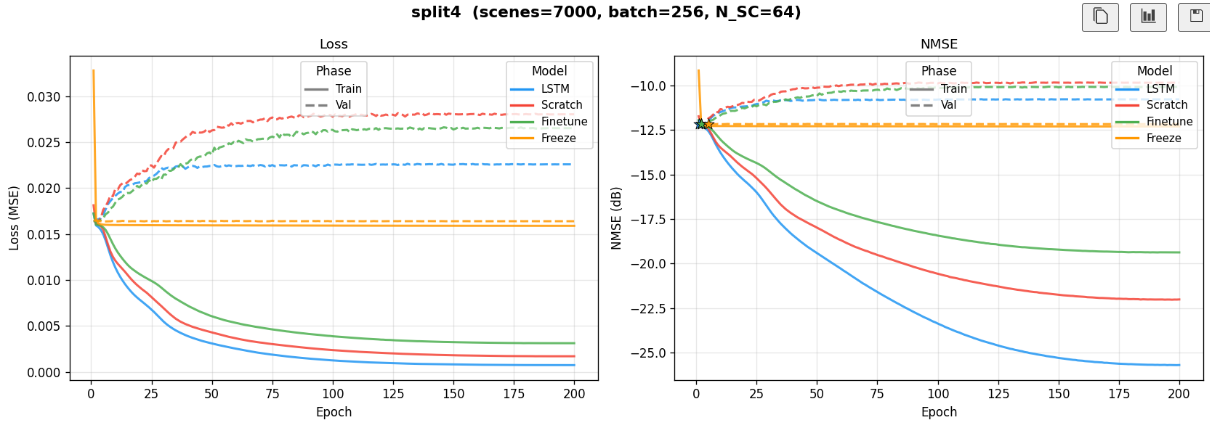 split4 (scenes=7000, batch=256, N_SC=64)
Loss
Loss (MSE)
0.030
0.025
0.020
0.015
0.010
0.005
0.000
0 25 50 75 100 125 150 175 200
Epoch
Phase
Train
Val
Model
LSTM
Scratch
Finetune
Freeze
NMSE
NMSE (dB)
−10.0
−12.5
−15.0
−17.5
−20.0
−22.5
−25.0
0 25 50 75 100 125 150 175 200
Epoch
Phase
Train
Val
Model
LSTM
Scratch
Finetune
Freeze